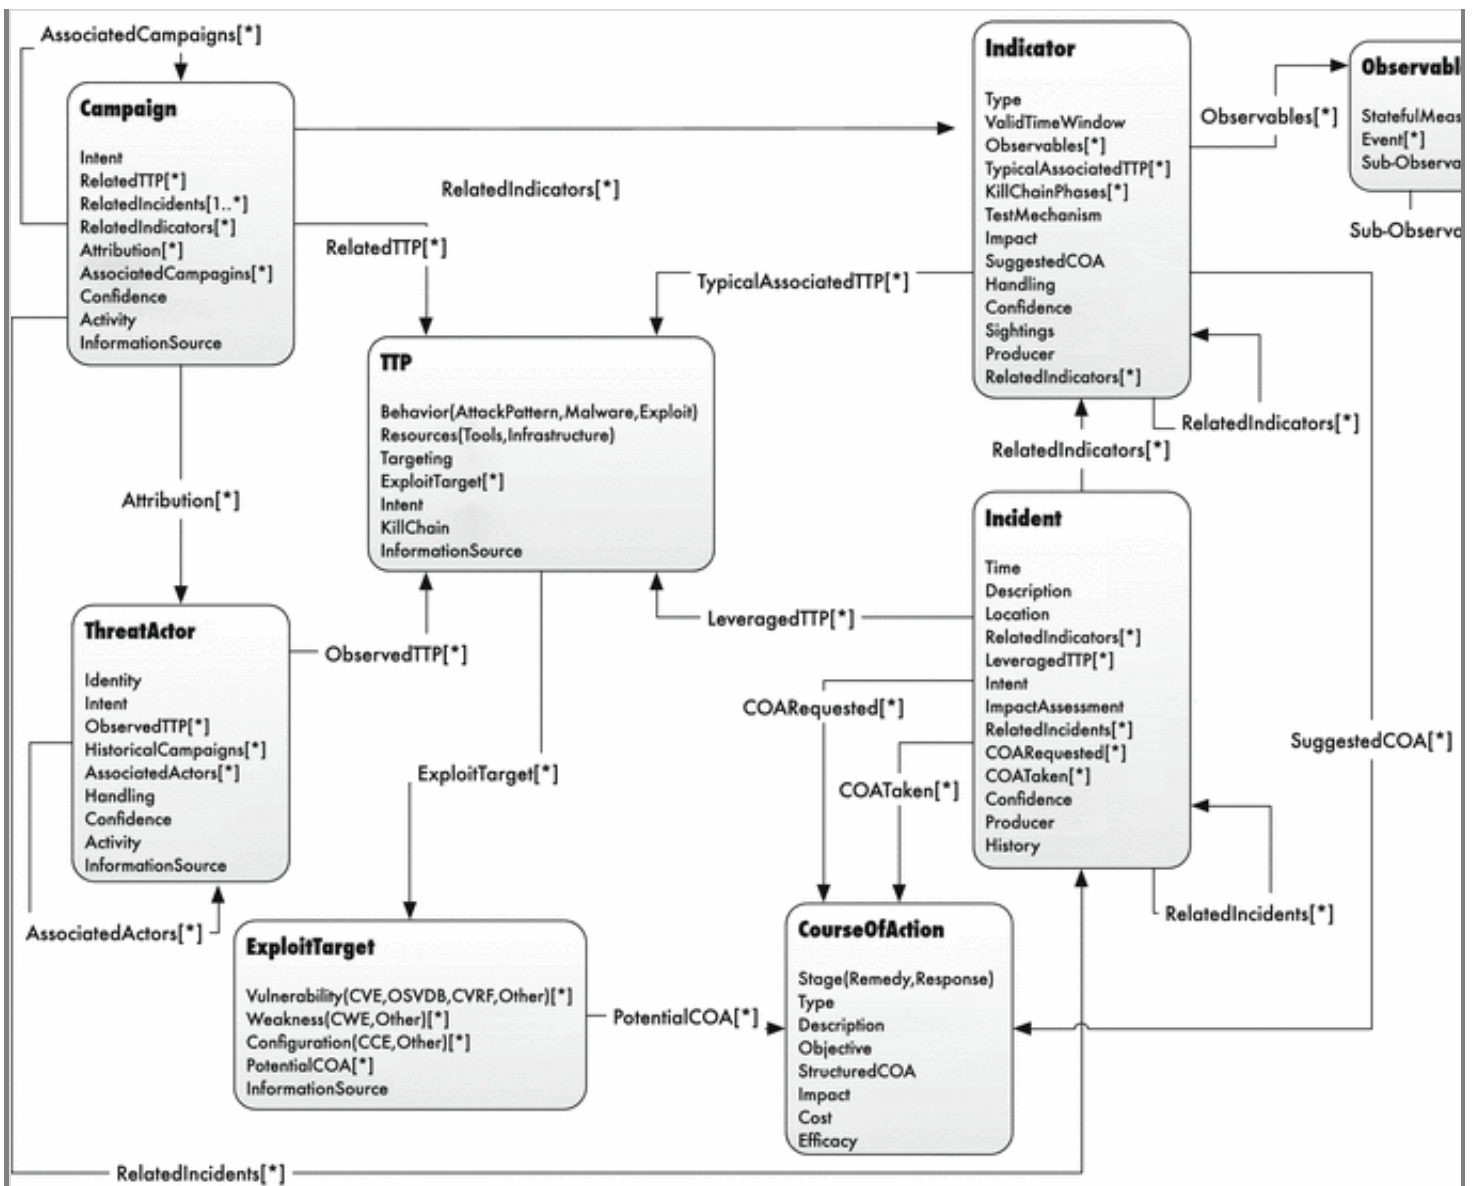 AssociatedCampaigns[*]
Campaign
Intent
RelatedTTP[*]
RelatedIncidents[1..*]
RelatedIndicators[*]
Attribution[*]
AssociatedCampagins[*]
Confidence
Activity
InformationSource
RelatedIndicators[*]
RelatedTTP[*]
Indicator
Type
ValidTimeWindow
Observables[*]
TypicalAssociatedTTP[*]
KillChainPhases[*]
TestMechanism
Impact
SuggestedCOA
Handling
Confidence
Sightings
Producer
RelatedIndicators[*]
Observables[*]
Event[*]
TypicalAssociatedTTP[*]
TTP
Behavior(AttackPattern,Malware,Exploit)
Resources(Tools,Infrastructure)
Targeting
ExploitTarget[*]
Intent
KillChain
InformationSource
RelatedIndicators[*]
RelatedIndicators[*]
Attribution[*]
ThreatActor
Identity
Intent
ObservedTTP[*]
HistoricalCampaigns[*]
AssociatedActors[*]
Handling
Confidence
Activity
InformationSource
ObservedTTP[*]
LeveragedTTP[*]
Incident
Time
Description
Location
RelatedIndicators[*]
LeveragedTTP[*]
Intent
ImpactAssessment
RelatedIncidents[*]
COARequested[*]
COATaken[*]
Confidence
Producer
History
COARequested[*]
COATaken[*]
SuggestedCOA[*]
ExploitTarget[*]
AssociatedActors[*]
RelatedIncidents[*]
ExploitTarget
Vulnerability(CVE,OSVDB,CVRF,Other)[*]
Weakness(CWE,Other)[*]
Configuration(CCE,Other)[*]
PotentialCOA[*]
InformationSource
PotentialCOA[*]
CourseOfAction
Stage(Remedy,Response)
Type
Description
Objective
StructuredCOA
Impact
Cost
Efficacy
RelatedIncidents[*]